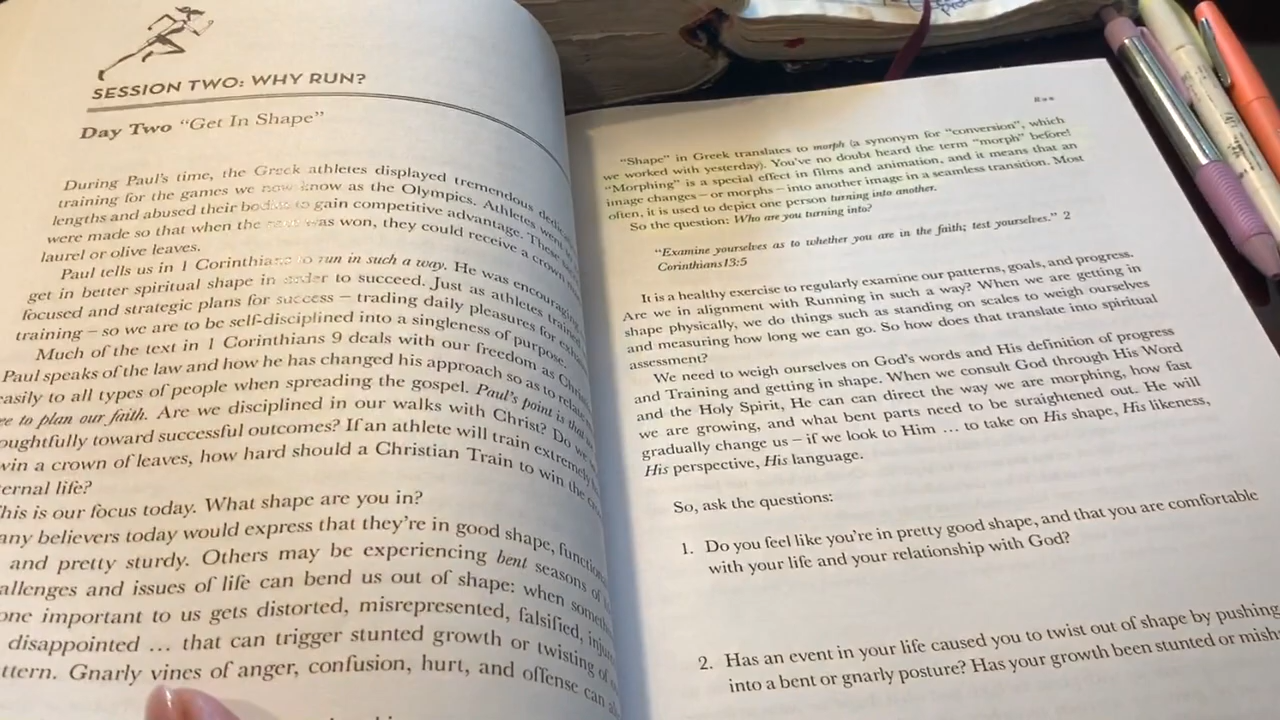 SESSION TWO: WHY RUN?
Day Two "Get In Shape"
During Paul's time, the Greek athletes displayed tremendous
training for the games we now know as the Olympics. Athletes went
lengths and abused their bodies to gain competitive advantage. These
were made so that when the was won, they could receive a crown
laurel or olive leaves.
Paul tells us in 1 Corinthians to run in such a way. He was encouraging
get in better spiritual shape in order to succeed. Just as athletes trained
focused and strategic plans for success – trading daily pleasures for
training – so we are to be self-disciplined into a singleness of purpose.
Much of the text in 1 Corinthians 9 deals with our freedom as
Paul speaks of the law and how he has changed his approach so as to relate
easily to all types of people when spreading the gospel. Paul's point is that
to plan our faith. Are we disciplined in our walks with Christ? Do we
oughtfully toward successful outcomes? If an athlete will train extremely
win a crown of leaves, how hard should a Christian Train to win the
ernal life?
his is our focus today. What shape are you in?
any believers today would express that they're in good shape,
and pretty sturdy. Others may be experiencing bent seasons of
allenges and issues of life can bend us out of shape: when
one important to us gets distorted, misrepresented, falsified,
disappointed ... that can trigger stunted growth or twisting of
ttern. Gnarly vines of anger, confusion, hurt, and offense can
Run
"Shape" in Greek translates to morph (a synonym for "conversion", which
we worked with yesterday). You've no doubt heard the term "morph" before!
"Morphing" is a special effect in films and animation, and it means that an
image changes – or morphs – into another image in a seamless transition. Most
often, it is used to depict one person turning into another.
So the question: Who are you turning into?
"Examine yourselves as to whether you are in the faith; test yourselves." 2
Corinthians13:5
It is a healthy exercise to regularly examine our patterns, goals, and progress.
Are we in alignment with Running in such a way? When we are getting in
shape physically, we do things such as standing on scales to weigh ourselves
and measuring how long we can go. So how does that translate into spiritual
assessment?
We need to weigh ourselves on God's words and His definition of progress
and Training and getting in shape. When we consult God through His Word
and the Holy Spirit, He can can direct the way we are morphing, how fast
we are growing, and what bent parts need to be straightened out. He will
gradually change us – if we look to Him ... to take on His shape, His likeness,
His perspective, His language.
So, ask the questions:
1. Do you feel like you're in pretty good shape, and that you are comfortable
with your life and your relationship with God?
2. Has an event in your life caused you to twist out of shape by pushing
into a bent or gnarly posture? Has your growth been stunted or mish